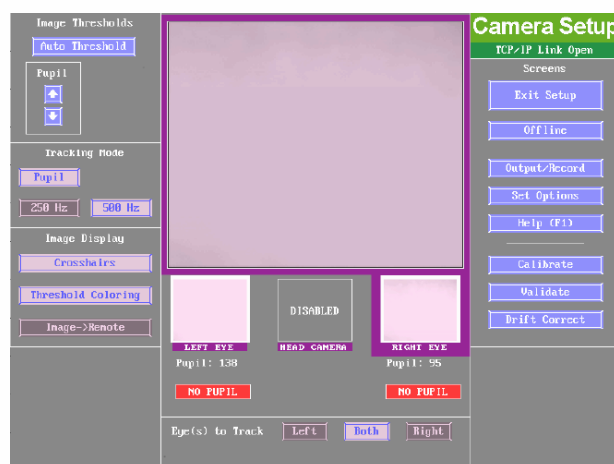 Image Thresholds
Auto Threshold
Pupil
Tracking Mode
Pupil
250 Hz
500 Hz
Image Display
Crosshairs
Threshold Coloring
Image->Remote
DISABLED
LEFT EYE
HEAD CAMERA
RIGHT EYE
Pupil: 138
Pupil: 95
NO PUPIL
NO PUPIL
Eye(s) to Track
Left
Both
Right
Camera Setup
TCP/IP Link Open
Screens
Exit Setup
Offline
Output/Record
Set Options
Help (F1)
Calibrate
Validate
Drift Correct